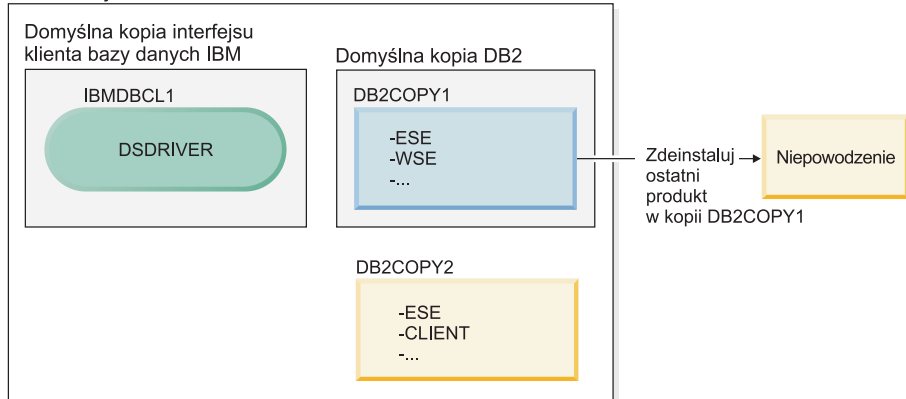 Domyślna kopia interfejsu
klienta bazy danych IBM
IBMDBCL1
DSDRIVER
Domyślna kopia DB2
DB2COPY1
-ESE
-WSE
-...
Zdeinstaluj
ostatni
produkt
w kopii DB2COPY1
Niepowodzenie
DB2COPY2
-ESE
-CLIENT
-...